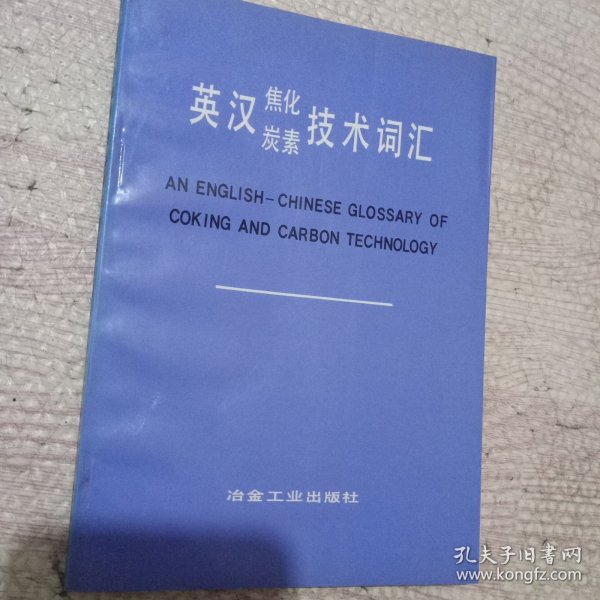 英汉焦化炭素技术词汇
AN ENGLISH-CHINESE GLOSSARY OF
COKING AND CARBON TECHNOLOGY
冶金工业出版社
孔夫子旧书网
www.kongfz.com